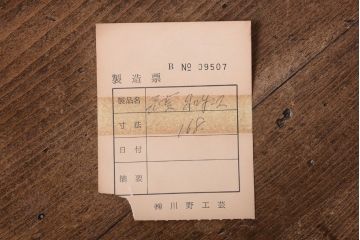 B № 09507
製造票
製品名
寸法 168
日付
摘要
㈱川野工芸